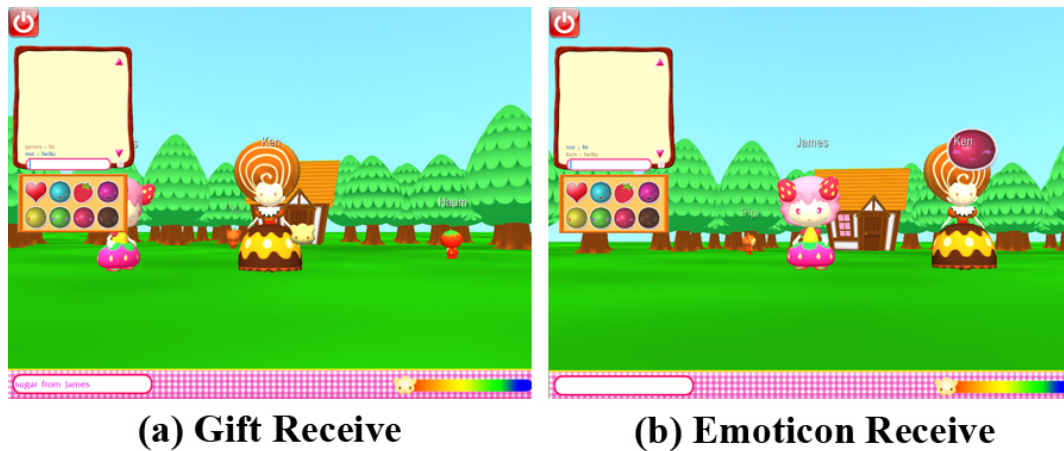 s
Ken
james : hi
me : hello
Haum
sugar from James
(a) Gift Receive
James
Ken
me : hi
ken : hello
Pipi
(b) Emoticon Receive